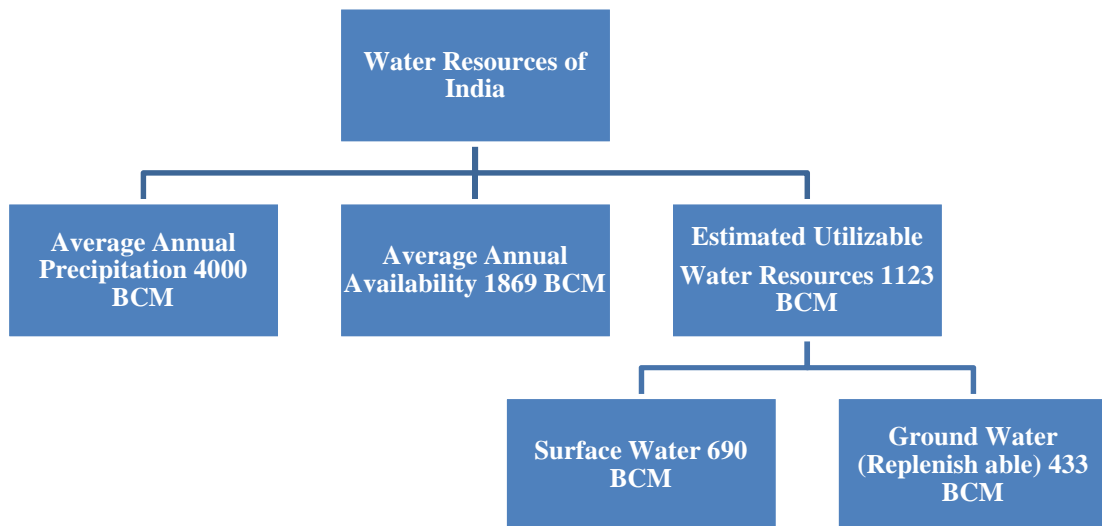 Water Resources of
India
Average Annual
Precipitation 4000
BCM
Average Annual
Availability 1869 BCM
Estimated Utilizable
Water Resources 1123
BCM
Surface Water 690
BCM
Ground Water
(Replenish able) 433
BCM